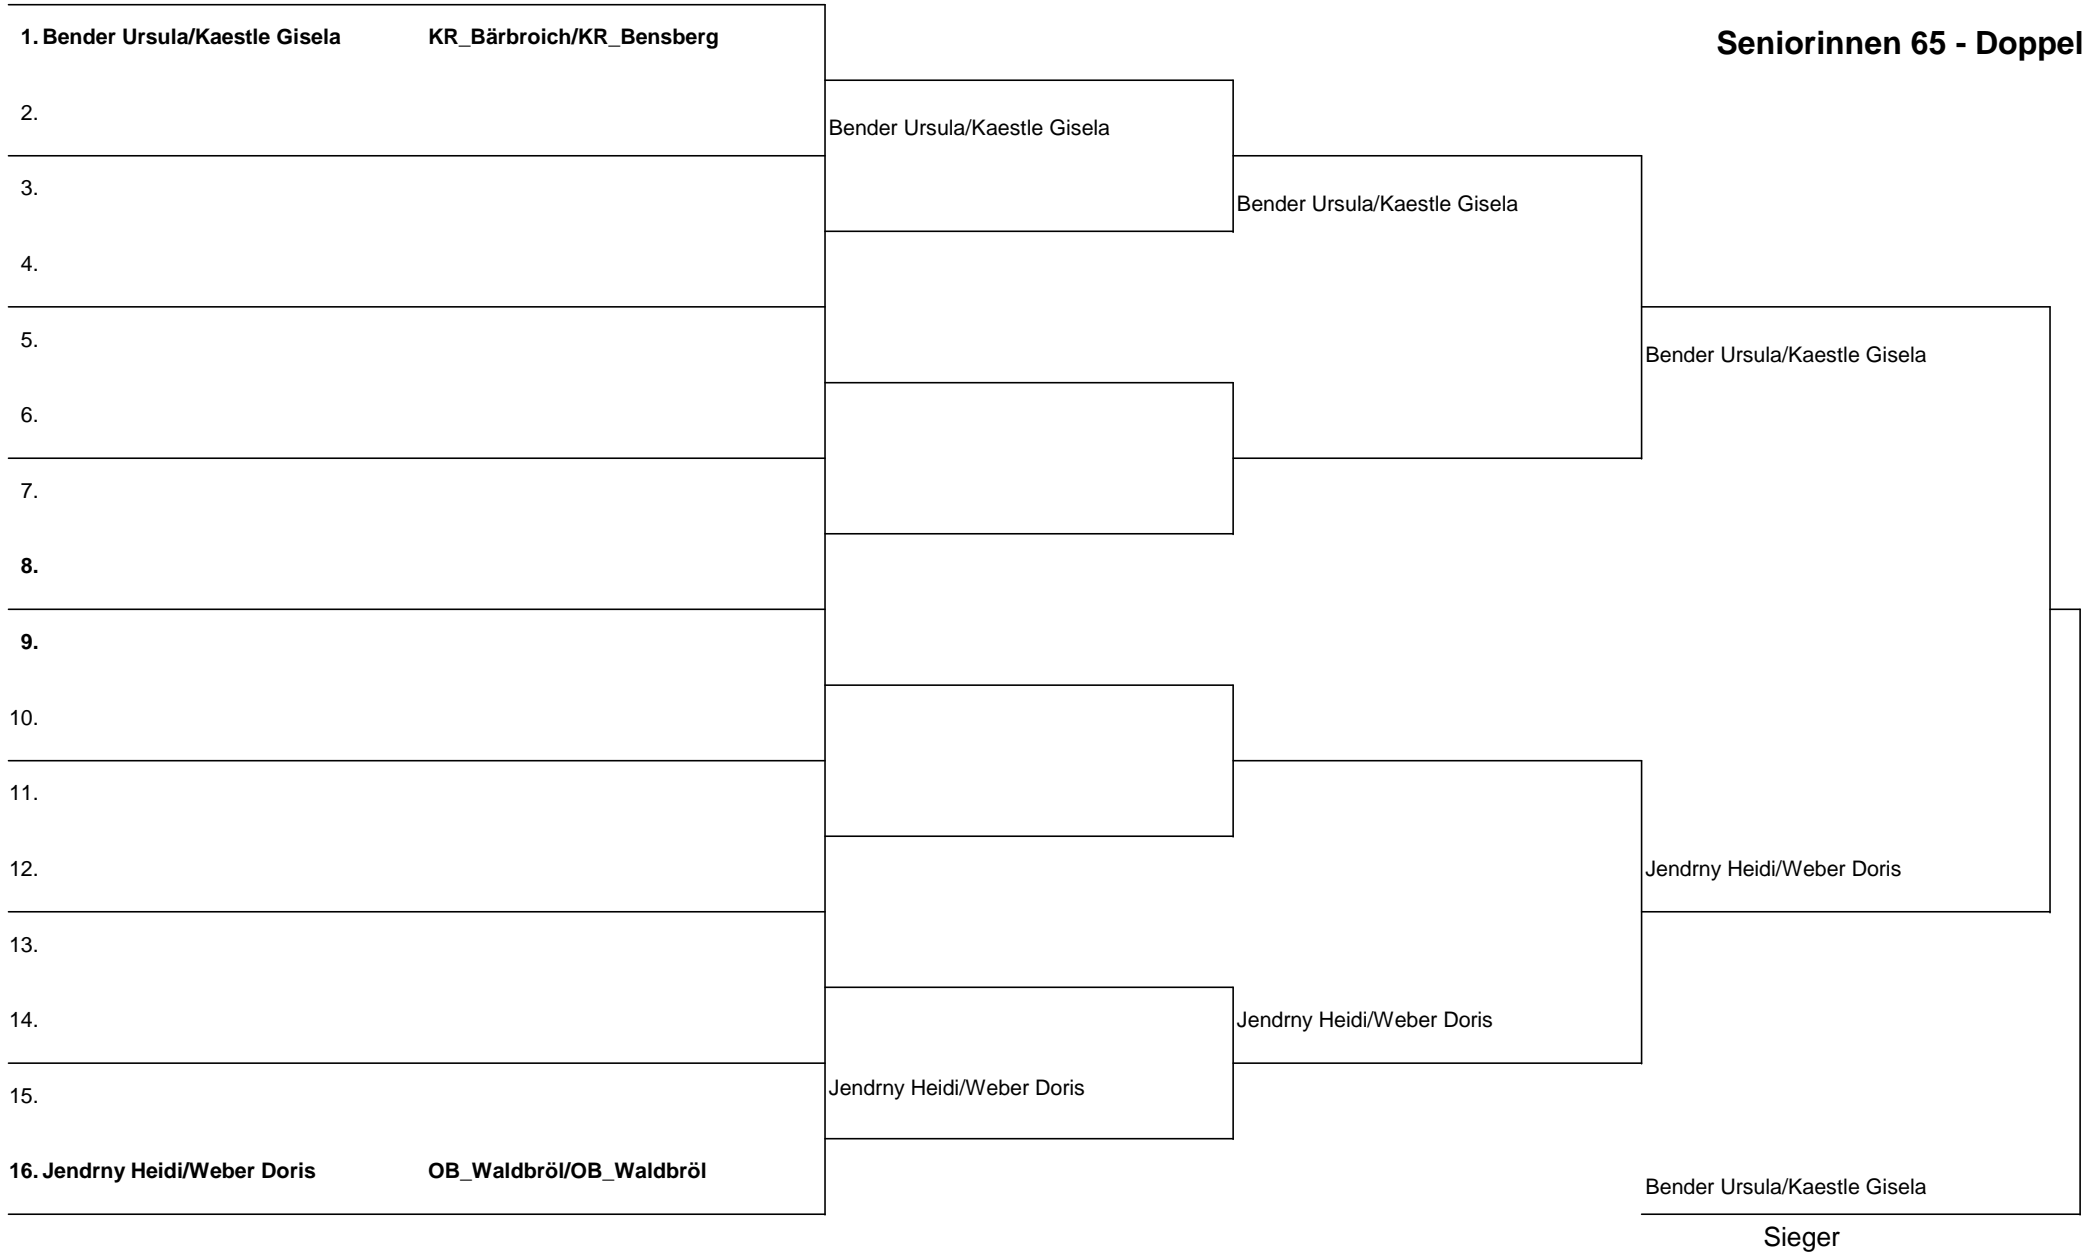 Seniorinnen 65 - Doppel
1. Bender Ursula/Kaestle Gisela KR_Bärbroich/KR_Bensberg
2.
Bender Ursula/Kaestle Gisela
3.
Bender Ursula/Kaestle Gisela
4.
5.
Bender Ursula/Kaestle Gisela
6.
7.
8.
9.
10.
11.
12.
Jendrny Heidi/Weber Doris
13.
14.
Jendrny Heidi/Weber Doris
15.
Jendrny Heidi/Weber Doris
16. Jendrny Heidi/Weber Doris OB_Waldbröl/OB_Waldbröl
Bender Ursula/Kaestle Gisela
Sieger